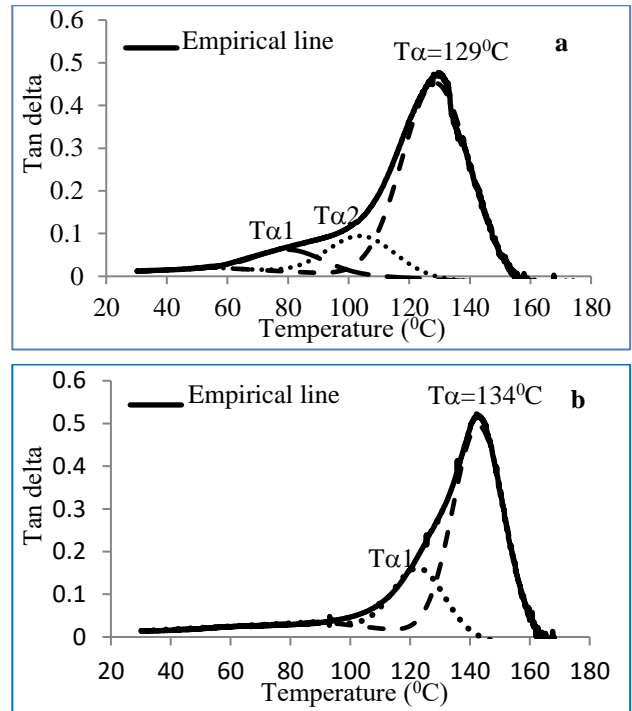 0.6
Empirical line
a
Tα=129⁰C
0.5
0.4
Tan delta
0.3
0.2
Tα2
Tα1
0.1
0
20 40 60 80 100 120 140 160 180
Temperature (⁰C)
0.6
Empirical line
Tα=134⁰C
b
0.5
0.4
Tan delta
0.3
0.2
Tα1
0.1
0
20 40 60 80 100 120 140 160 180
Temperature (⁰C)